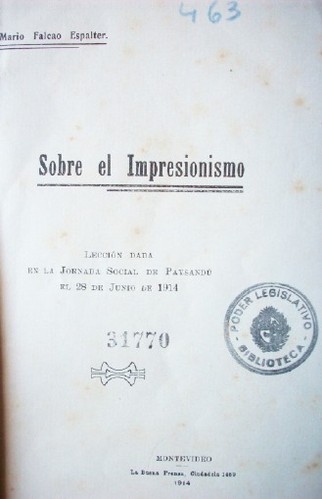 463
Mario Falcao Espalter.
Sobre el Impresionismo
LECCIÓN DADA
EN LA JORNADA SOCIAL DE PAYSANDÚ
EL 28 DE JUNIO DE 1914
31770
PODER LEGISLATIVO
- BIBLIOTECA -
MONTEVIDEO
La Buena Prensa, Ciudadela 1469
1914